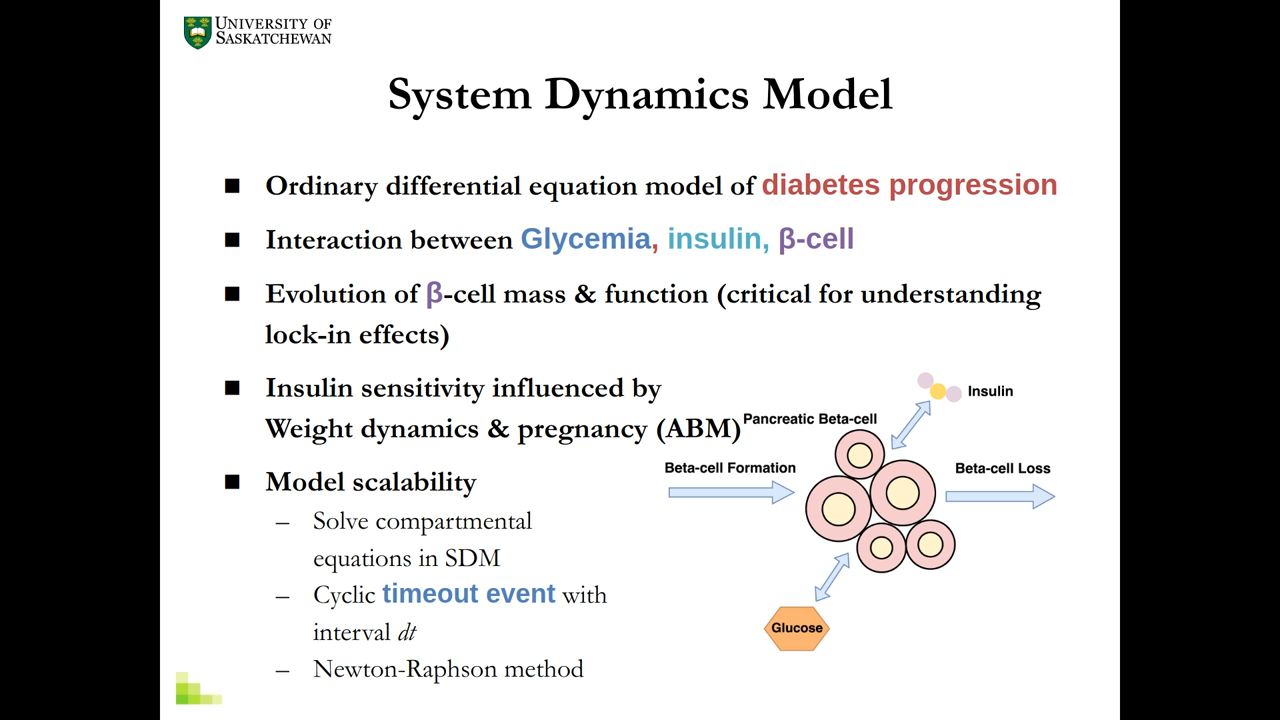 UNIVERSITY OF
SASKATCHEWAN
System Dynamics Model
■ Ordinary differential equation model of diabetes progression
■ Interaction between Glycemia, insulin, β-cell
■ Evolution of β-cell mass & function (critical for understanding
lock-in effects)
■ Insulin sensitivity influenced by
Weight dynamics & pregnancy (ABM)
■ Model scalability
– Solve compartmental
equations in SDM
– Cyclic timeout event with
interval dt
– Newton-Raphson method
Insulin
Pancreatic Beta-cell
Beta-cell Formation
Beta-cell Loss
Glucose